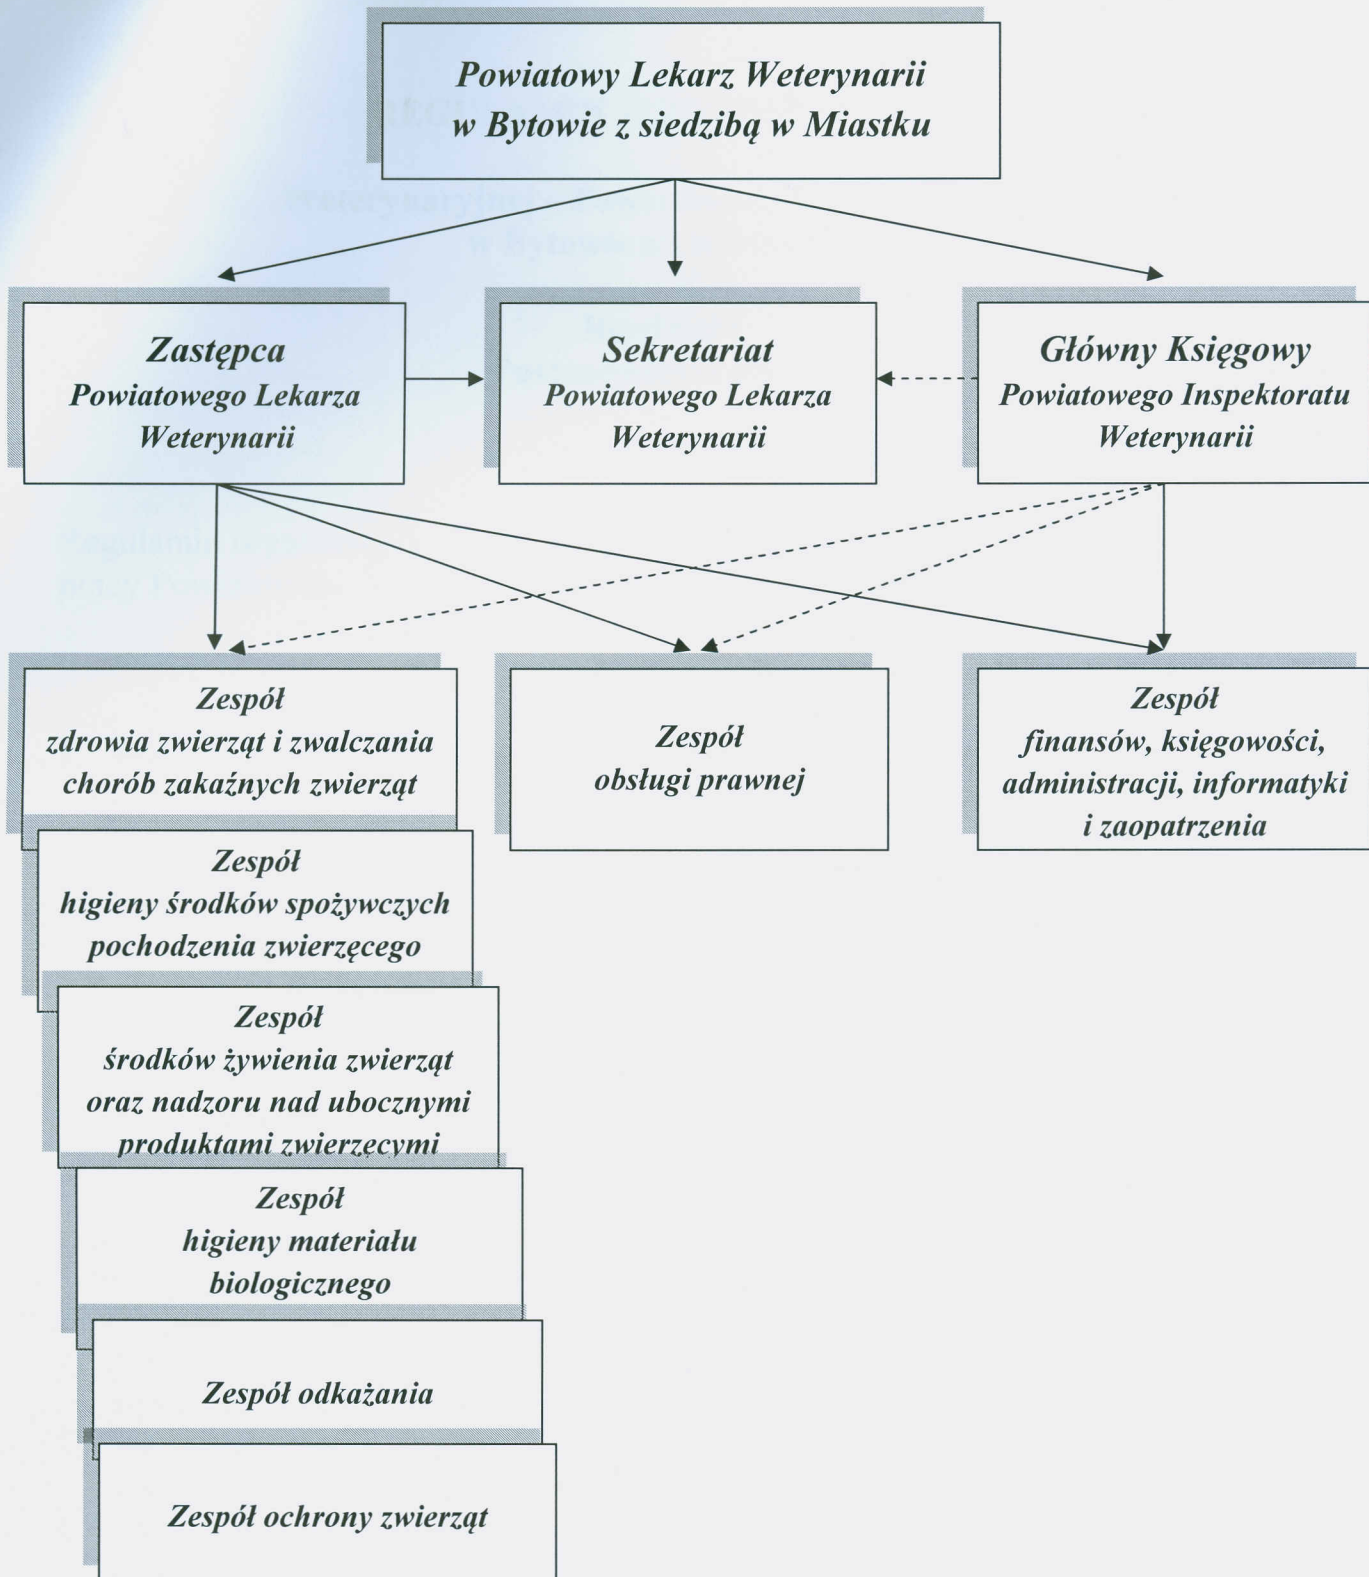 Powiatowy Lekarz Weterynarii
w Bytowie z siedzibą w Miastku
Zastępca
Powiatowego Lekarza
Weterynarii
Sekretariat
Powiatowego Lekarza
Weterynarii
Główny Księgowy
Powiatowego Inspektoratu
Weterynarii
Zespół
zdrowia zwierząt i zwalczania
chorób zakaźnych zwierząt
Zespół
obsługi prawnej
Zespół
finansów, księgowości,
administracji, informatyki
i zaopatrzenia
Zespół
higieny środków spożywczych
pochodzenia zwierzęcego
Zespół
środków żywienia zwierząt
oraz nadzoru nad ubocznymi
produktami zwierzęcymi
Zespół
higieny materiału
biologicznego
Zespół odkażania
Zespół ochrony zwierząt